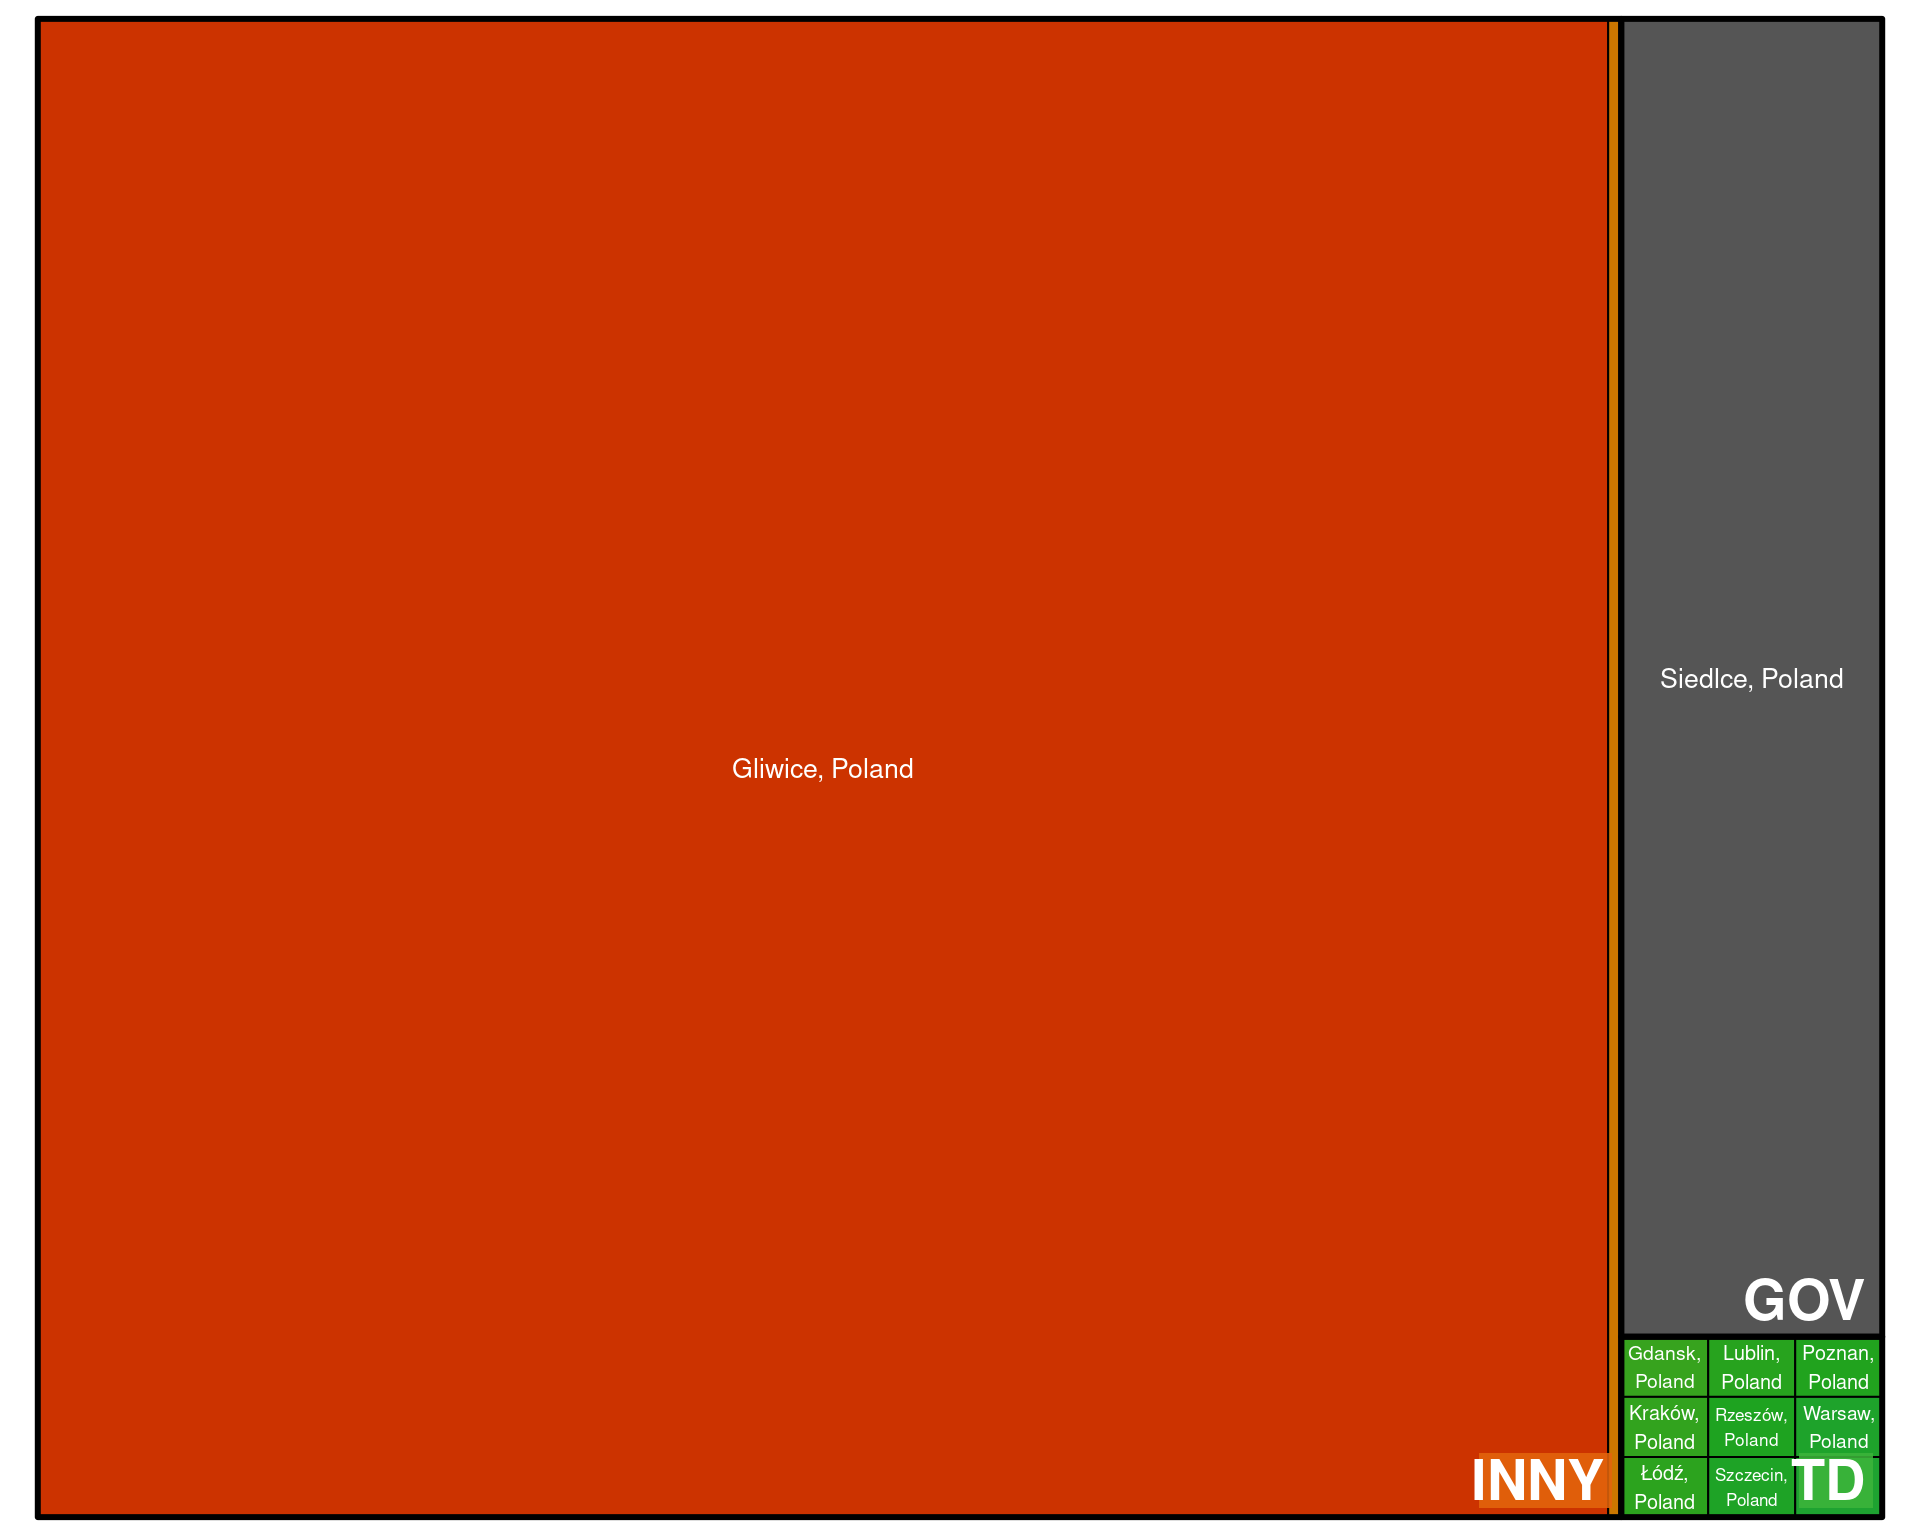 Gliwice, Poland
INNY
Siedlce, Poland
GOV
Gdansk,
Poland
Lublin,
Poland
Poznan,
Poland
Kraków,
Poland
Rzeszów,
Poland
Warsaw,
Poland
Łódź,
Poland
Szczecin,
Poland
TD